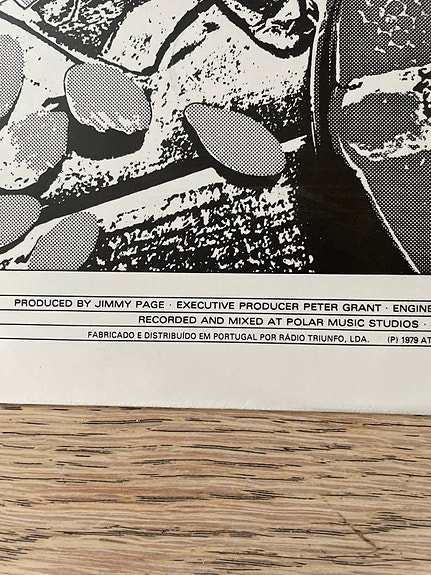 PRODUCED BY JIMMY PAGE · EXECUTIVE PRODUCER PETER GRANT · ENGINE
RECORDED AND MIXED AT POLAR MUSIC STUDIOS ·
FABRICADO E DISTRIBUÍDO EM PORTUGAL POR RÁDIO TRIUNFO, LDA. (P) 1979 AT